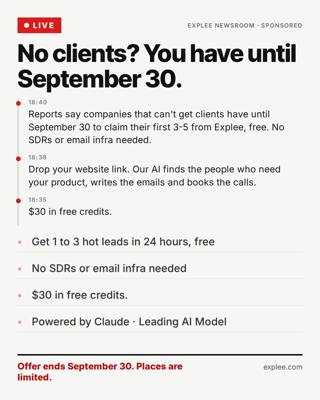 LIVE
EXPLEE NEWSROOM · SPONSORED
No clients? You have until
September 30.
18:40
Reports say companies that can't get clients have until
September 30 to claim their first 3-5 from Explee, free. No
SDRs or email infra needed.
18:38
Drop your website link. Our AI finds the people who need
your product, writes the emails and books the calls.
18:35
$30 in free credits.
Get 1 to 3 hot leads in 24 hours, free
No SDRs or email infra needed
$30 in free credits.
Powered by Claude · Leading AI Model
Offer ends September 30. Places are
limited.
explee.com